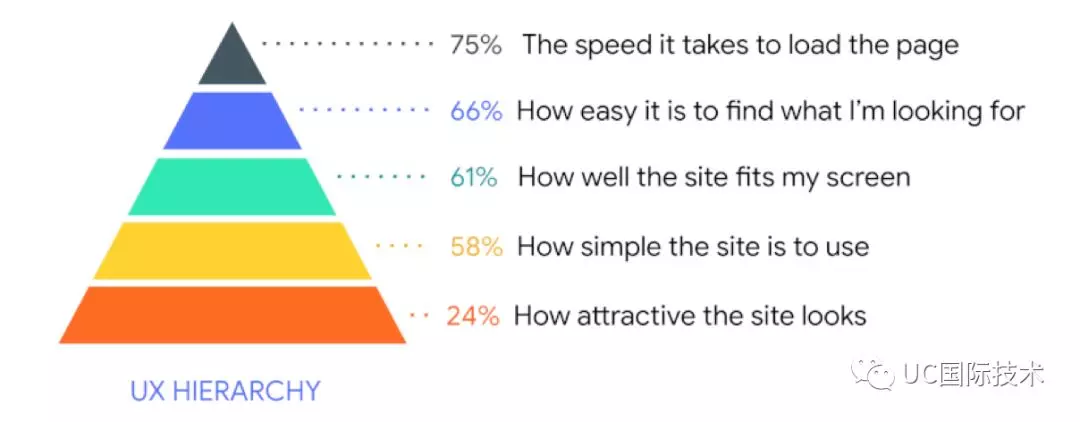 75% The speed it takes to load the page
66% How easy it is to find what I'm looking for
61% How well the site fits my screen
58% How simple the site is to use
24% How attractive the site looks
UX HIERARCHY
UC国际技术